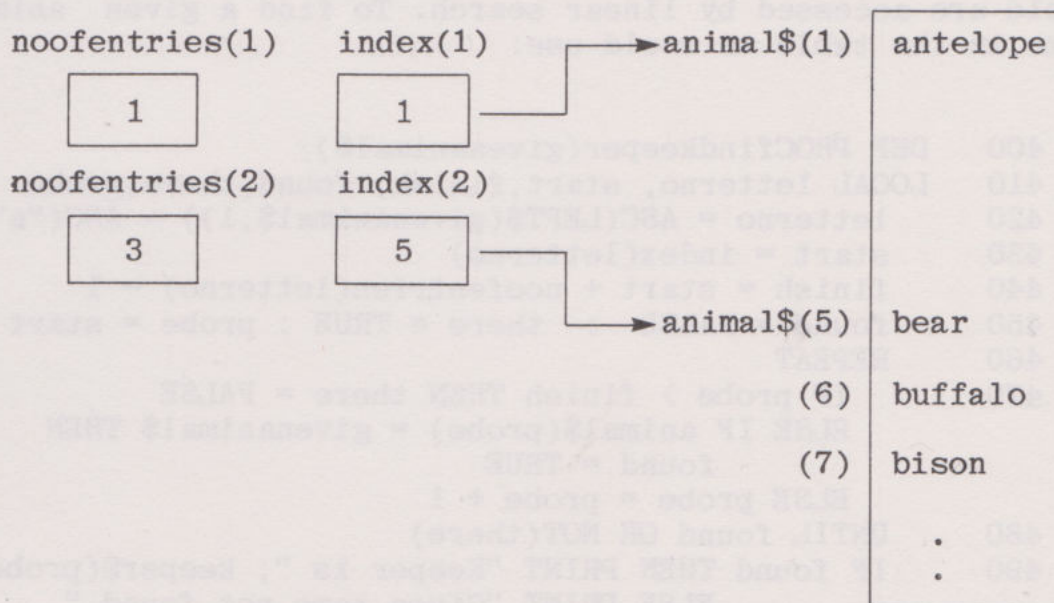 noofentries(1) index(1) animal$(1) antelope
1 1
noofentries(2) index(2)
3 5
animal$(5) bear
(6) buffalo
(7) bison
.
.